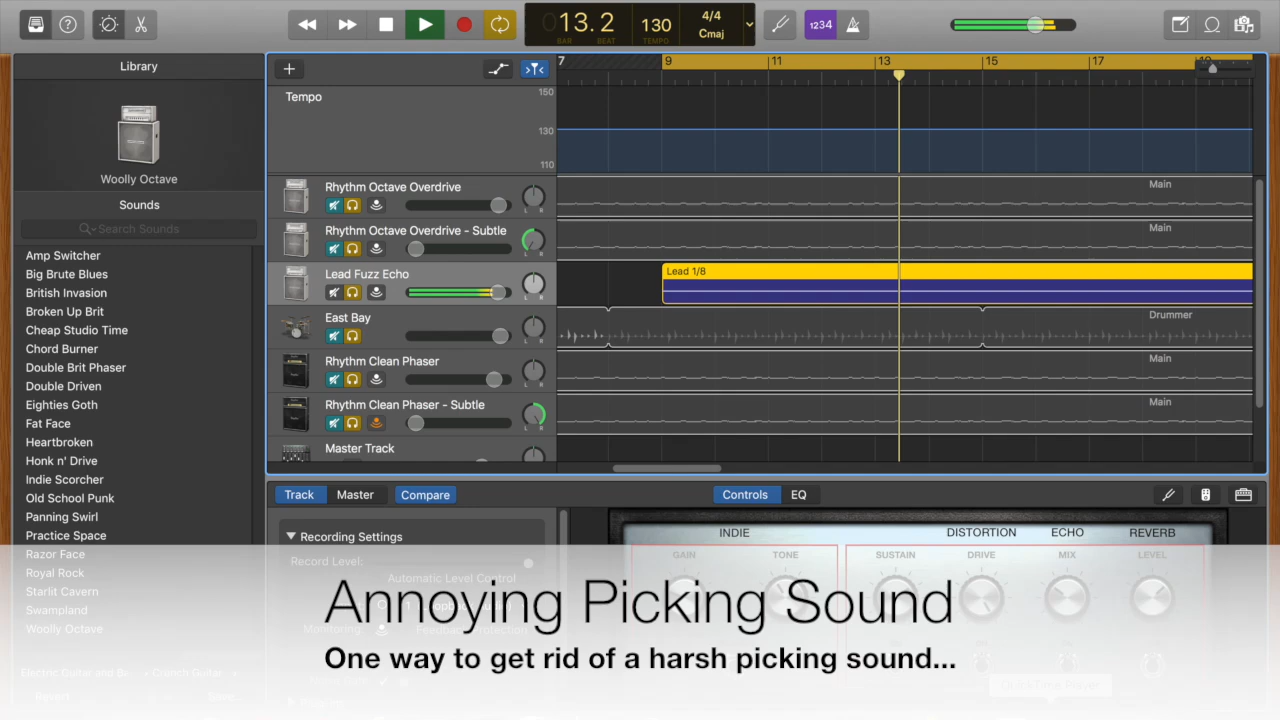 13.2
BAR
BEAT
130
TEMPO
4/4
Cmaj
1234
Library
Woolly Octave
Sounds
Search Sounds
Amp Switcher
Big Brute Blues
British Invasion
Broken Up Brit
Cheap Studio Time
Chord Burner
Double Brit Phaser
Double Driven
Eighties Goth
Fat Face
Heartbroken
Honk n' Drive
Indie Scorcher
Old School Punk
Panning Swirl
Practice Space
Razor Face
Royal Rock
Starlit Cavern
Swampland
Woolly Octave
7
9
11
13
15
17
19
Tempo
150
130
110
Rhythm Octave Overdrive
L R
Main
Rhythm Octave Overdrive - Subtle
L R
Main
Lead Fuzz Echo
L R
Lead 1/8
East Bay
L R
Drummer
Rhythm Clean Phaser
L R
Main
Rhythm Clean Phaser - Subtle
L R
Main
Master Track
Track
Master
Compare
Controls
EQ
Recording Settings
Record Level:
Automatic Level Control
Monitoring
Feedback Protection
INDIE
DISTORTION
ECHO
REVERB
GAIN
TONE
SUSTAIN
DRIVE
MIX
LEVEL
Annoying Picking Sound
One way to get rid of a harsh picking sound...
QuickTime Player